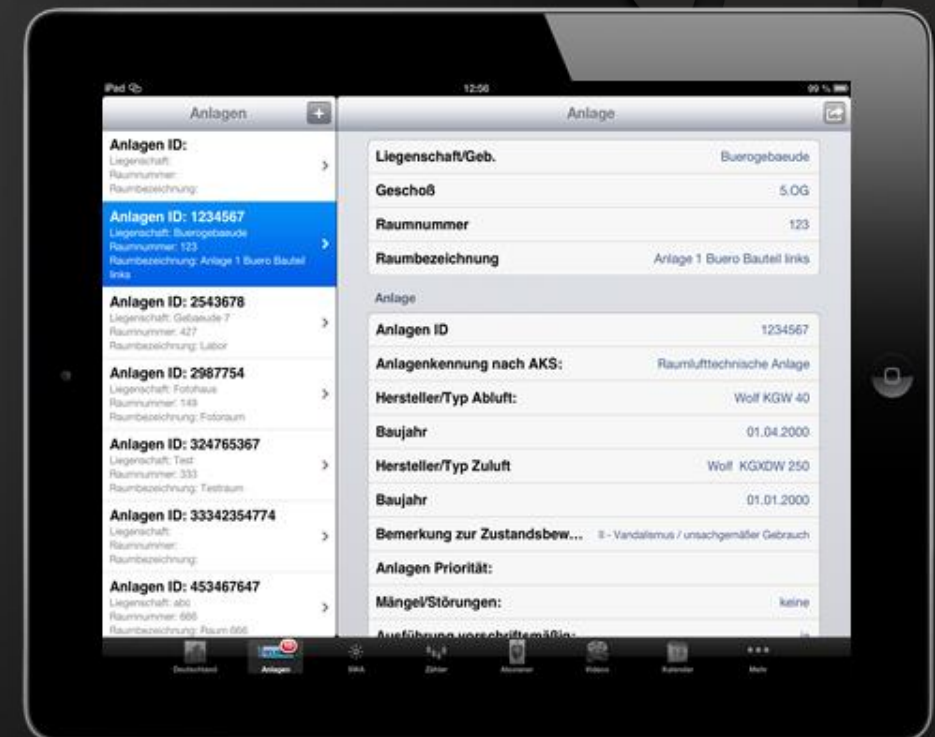 iPad
12:56
99 %
Anlagen
+
Anlage
Anlagen ID:
Liegenschaft:
Raumnummer:
Raumbezeichnung:
Anlagen ID: 1234567
Liegenschaft: Buerogebaeude
Raumnummer: 123
Raumbezeichnung: Anlage 1 Buero Bauteil
links
Anlagen ID: 2543678
Liegenschaft: Gebaeude 7
Raumnummer: 427
Raumbezeichnung: Labor
Anlagen ID: 2987754
Liegenschaft: Fotohaus
Raumnummer: 149
Raumbezeichnung: Fotoraum
Anlagen ID: 324765367
Liegenschaft: Test
Raumnummer: 333
Raumbezeichnung: Testraum
Anlagen ID: 33342354774
Liegenschaft:
Raumnummer:
Raumbezeichnung:
Anlagen ID: 453467647
Liegenschaft: abc
Raumnummer: 666
Raumbezeichnung: Raum 666
Liegenschaft/Geb. Buerogebaeude
Geschoß 5.OG
Raumnummer 123
Raumbezeichnung Anlage 1 Buero Bauteil links
Anlage
Anlagen ID 1234567
Anlagenkennung nach AKS: Raumlufttechnische Anlage
Hersteller/Typ Abluft: Wolf KGW 40
Baujahr 01.04.2000
Hersteller/Typ Zuluft Wolf KGXDW 250
Baujahr 01.01.2000
Bemerkung zur Zustandsbew... II - Vandalismus / unsachgemäßer Gebrauch
Anlagen Priorität:
Mängel/Störungen: keine
Ausführung vorschriftsmäßig: ja
Deutschland Anlagen SWA Zähler Videos Kalender Mehr